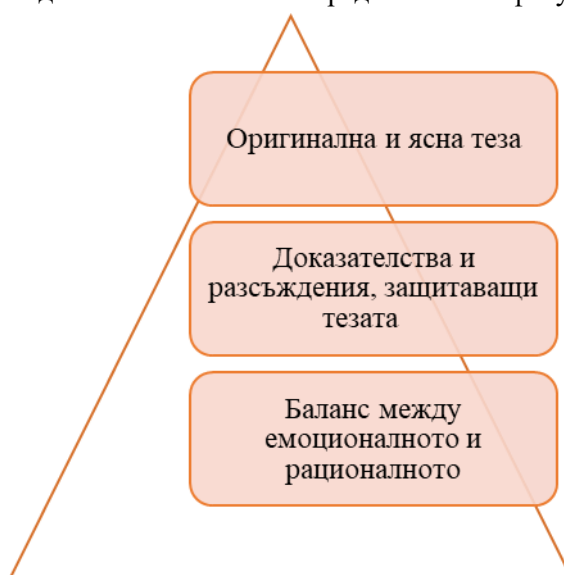 Оригинална и ясна теза
Доказателства и
разсъждения, защитаващи
тезата
Баланс между
емоционалното и
рационалното